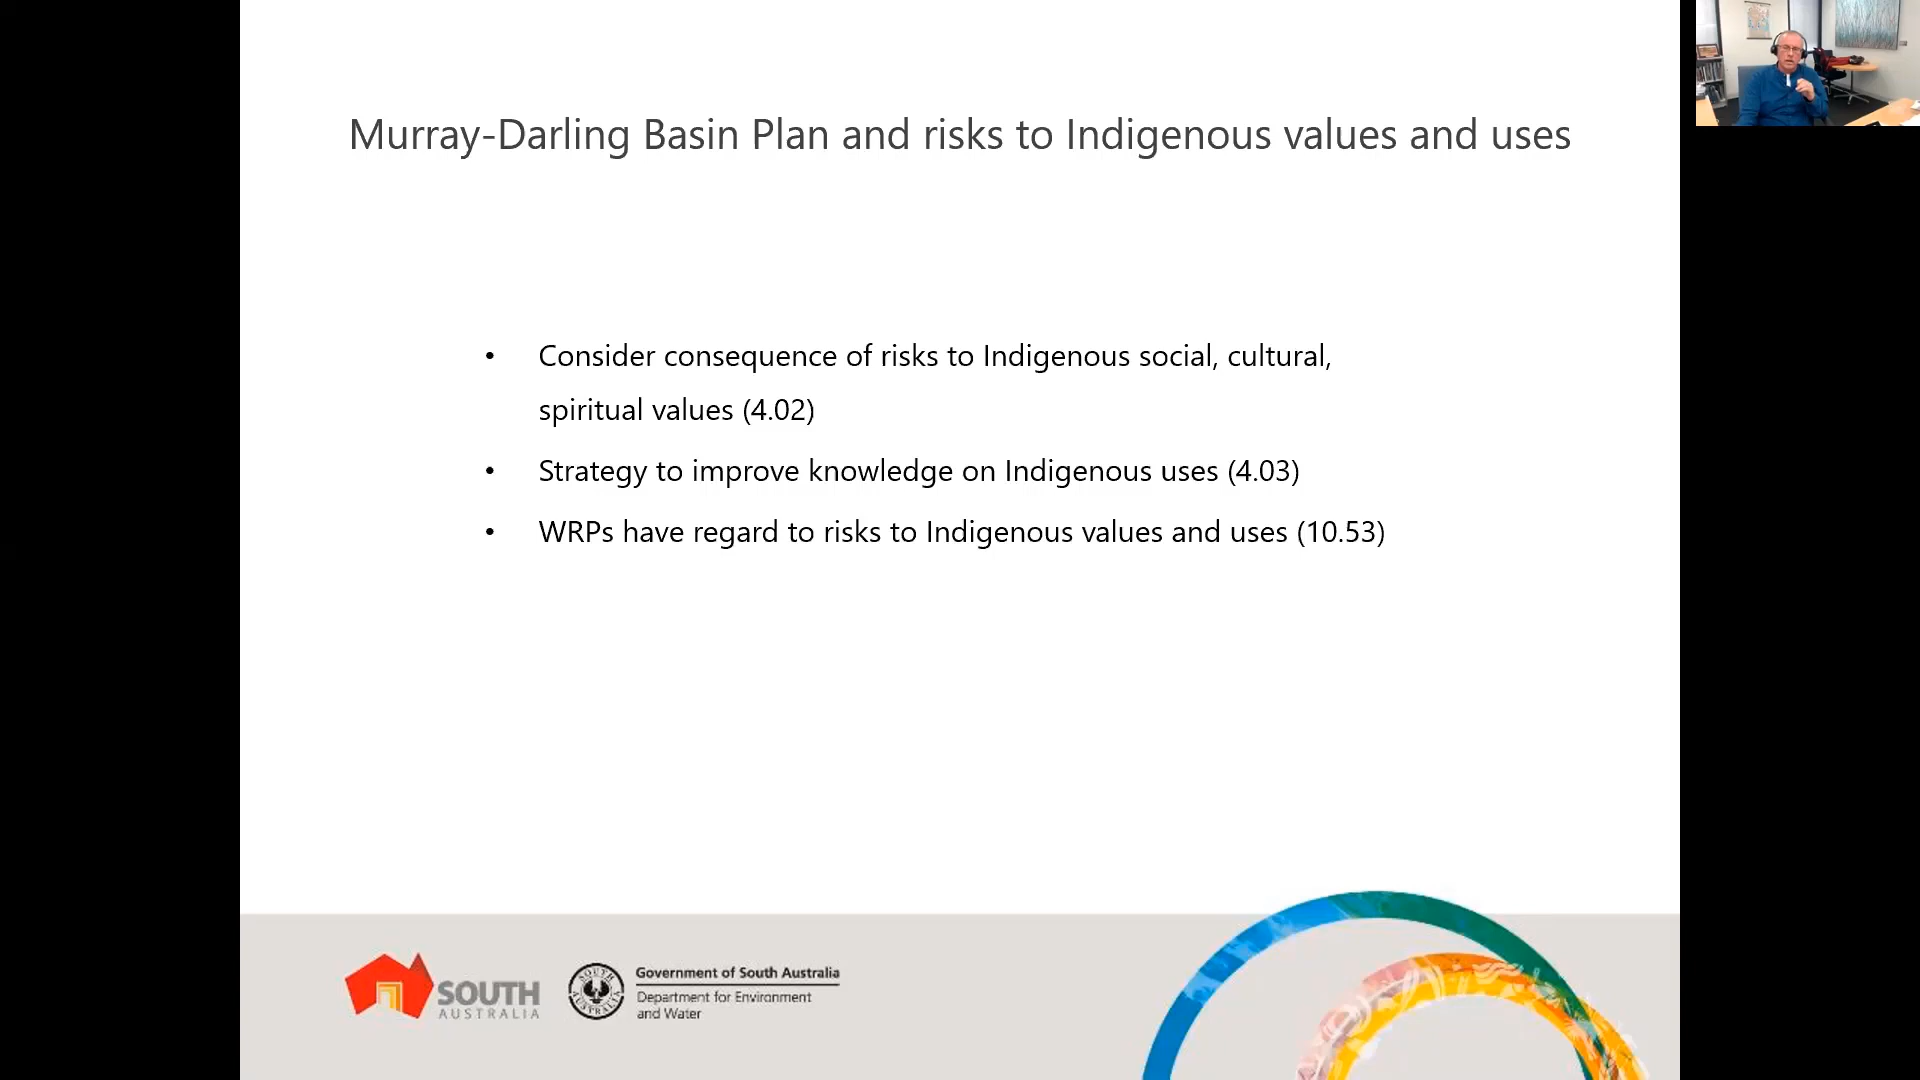 Murray-Darling Basin Plan and risks to Indigenous values and uses
• Consider consequence of risks to Indigenous social, cultural,
spiritual values (4.02)
• Strategy to improve knowledge on Indigenous uses (4.03)
• WRPs have regard to risks to Indigenous values and uses (10.53)
SOUTH
AUSTRALIA
SOUTH
AUSTRALIA
Government of South Australia
Department for Environment
and Water